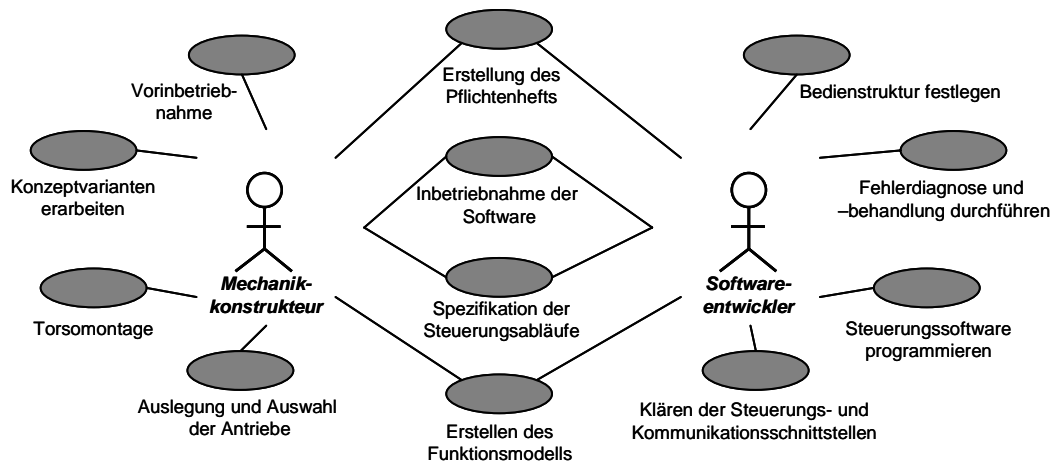 Vorinbetrieb-
nahme
Erstellung des
Pflichtenhefts
Bedienstruktur festlegen
Konzeptvarianten
erarbeiten
Inbetriebnahme der
Software
Fehlerdiagnose und
–behandlung durchführen
Mechanik-
konstrukteur
Software-
entwickler
Torsomontage
Spezifikation der
Steuerungsabläufe
Steuerungssoftware
programmieren
Auslegung und Auswahl
der Antriebe
Erstellen des
Funktionsmodells
Klären der Steuerungs- und
Kommunikationsschnittstellen